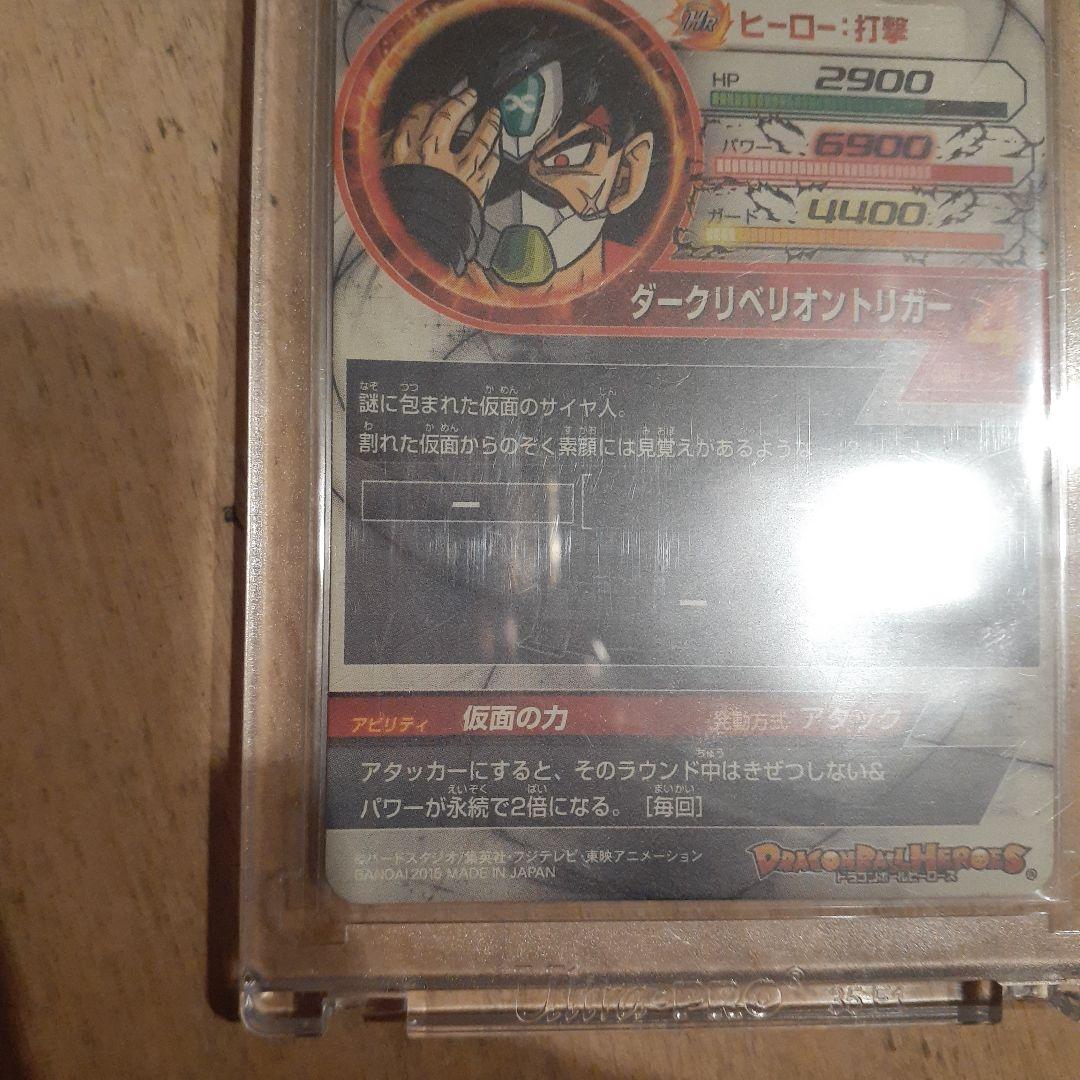 UR ヒーロー:打撃
HP 2900
パワー 6900
ガード 4400
ダークリベリオントリガー
4
謎に包まれた仮面のサイヤ人。
割れた仮面からのぞく素顔には見覚えがあるような
ー
ー
アビリティ 仮面の力 発動方式 アタック
アタッカーにすると、そのラウンド中はきぜつしない&
パワーが永続で2倍になる。[毎回]
©バードスタジオ/集英社・フジテレビ・東映アニメーション
BANDAI 2015 MADE IN JAPAN
DRAGONBALL HEROES
ドラゴンボールヒーローズ
Ultra•PRO